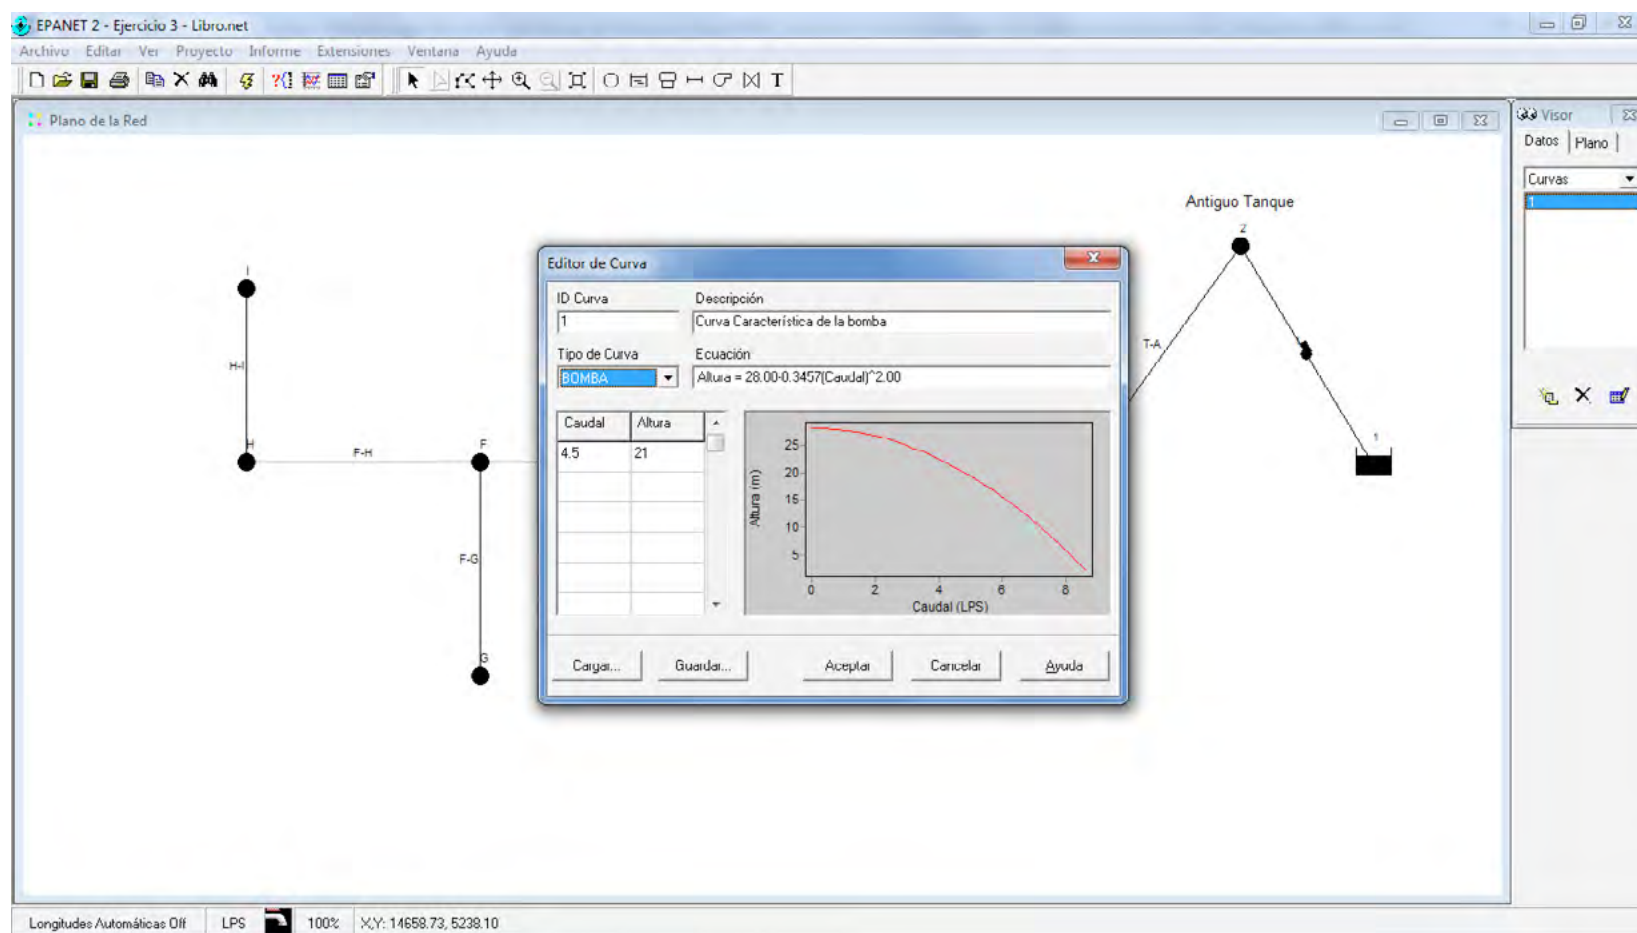 EPANET 2 - Ejercicio 3 - Libro.net
Archivo Editar Ver Proyecto Informe Extensiones Ventana Ayuda
T
Plano de la Red
Visor
Datos Plano
Curvas
1
Antiguo Tanque
2
T-A
1
I
H-I
H
F-H
F
F-G
G
Editor de Curva
ID Curva Descripción
1 Curva Característica de la bomba
Tipo de Curva Ecuación
BOMBA Altura = 28.00-0.3457(Caudal)^2.00
Caudal Altura
4.5 21
Altura (m)
25
20
15
10
5
0 2 4 6 8
Caudal (LPS)
Cargar... Guardar... Aceptar Cancelar Ayuda
Longitudes Automáticas Off LPS 100% X,Y: 14658.73, 5238.10